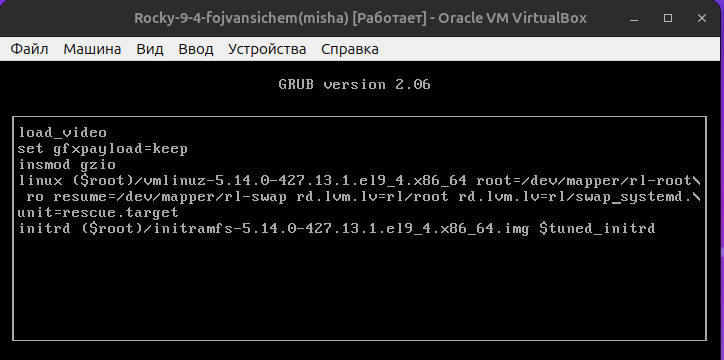 Rocky-9-4-fojvansichem(misha) [Работает] - Oracle VM VirtualBox
Файл Машина Вид Ввод Устройства Справка
GRUB version 2.06
load_video
set gfxpayload=keep
insmod gzio
linux ($root)/vmlinuz-5.14.0-427.13.1.el9_4.x86_64 root=/dev/mapper/rl-root\
 ro resume=/dev/mapper/rl-swap rd.lvm.lv=rl/root rd.lvm.lv=rl/swap_systemd.\
unit=rescue.target
initrd ($root)/initramfs-5.14.0-427.13.1.el9_4.x86_64.img $tuned_initrd